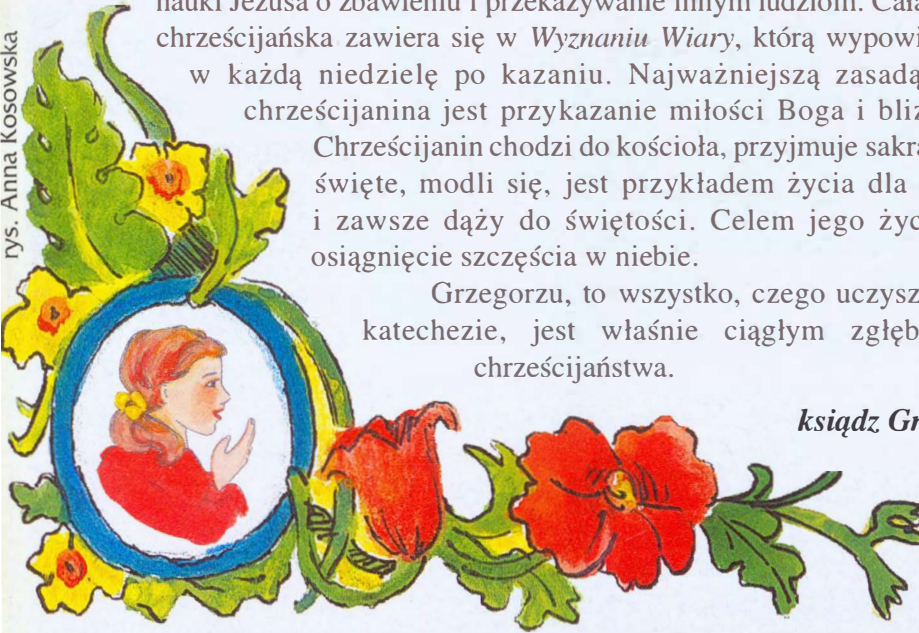 nauki Jezusa o zbawieniu i przekazywanie innym ludziom. Cała
chrześcijańska zawiera się w Wyznaniu Wiary, którą wypowi
w każdą niedzielę po kazaniu. Najważniejszą zasadą
chrześcijanina jest przykazanie miłości Boga i bliź
Chrześcijanin chodzi do kościoła, przyjmuje sakra
święte, modli się, jest przykładem życia dla
i zawsze dąży do świętości. Celem jego życ
osiągnięcie szczęścia w niebie.
Grzegorzu, to wszystko, czego uczysz
katechezie, jest właśnie ciągłym zgłęb
chrześcijaństwa.
ksiądz Gr
rys. Anna Kosowska